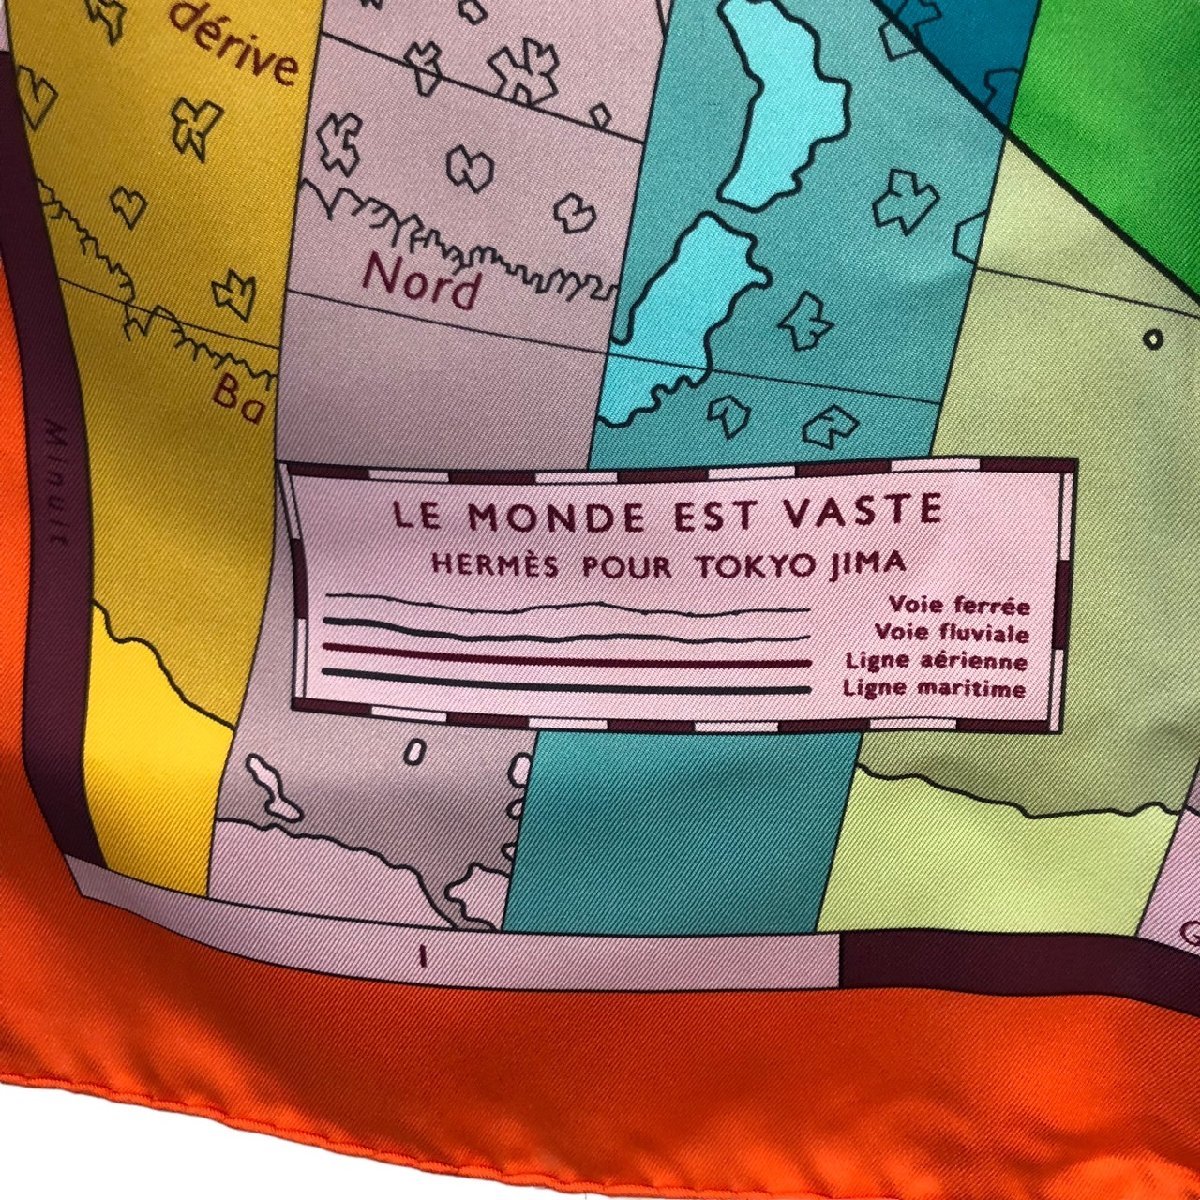 dérive
Nord
Ba
Minuit
LE MONDE EST VASTE
HERMÈS POUR TOKYO JIMA
Voie ferrée
Voie fluviale
Ligne aérienne
Ligne maritime
I